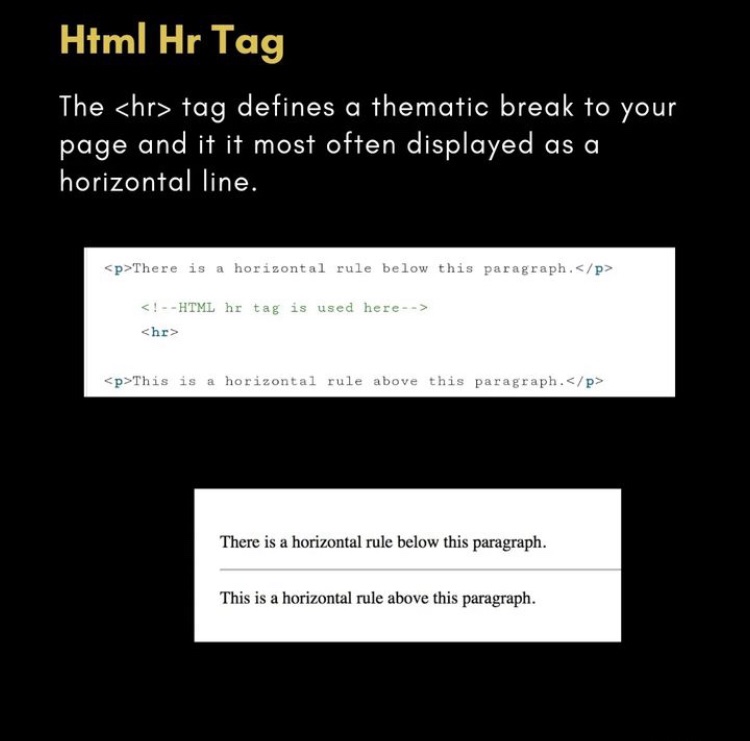 Html Hr Tag
The <hr> tag defines a thematic break to your
page and it it most often displayed as a
horizontal line.
<p>There is a horizontal rule below this paragraph.</p>
<!--HTML hr tag is used here-->
<hr>
<p>This is a horizontal rule above this paragraph.</p>
There is a horizontal rule below this paragraph.
This is a horizontal rule above this paragraph.